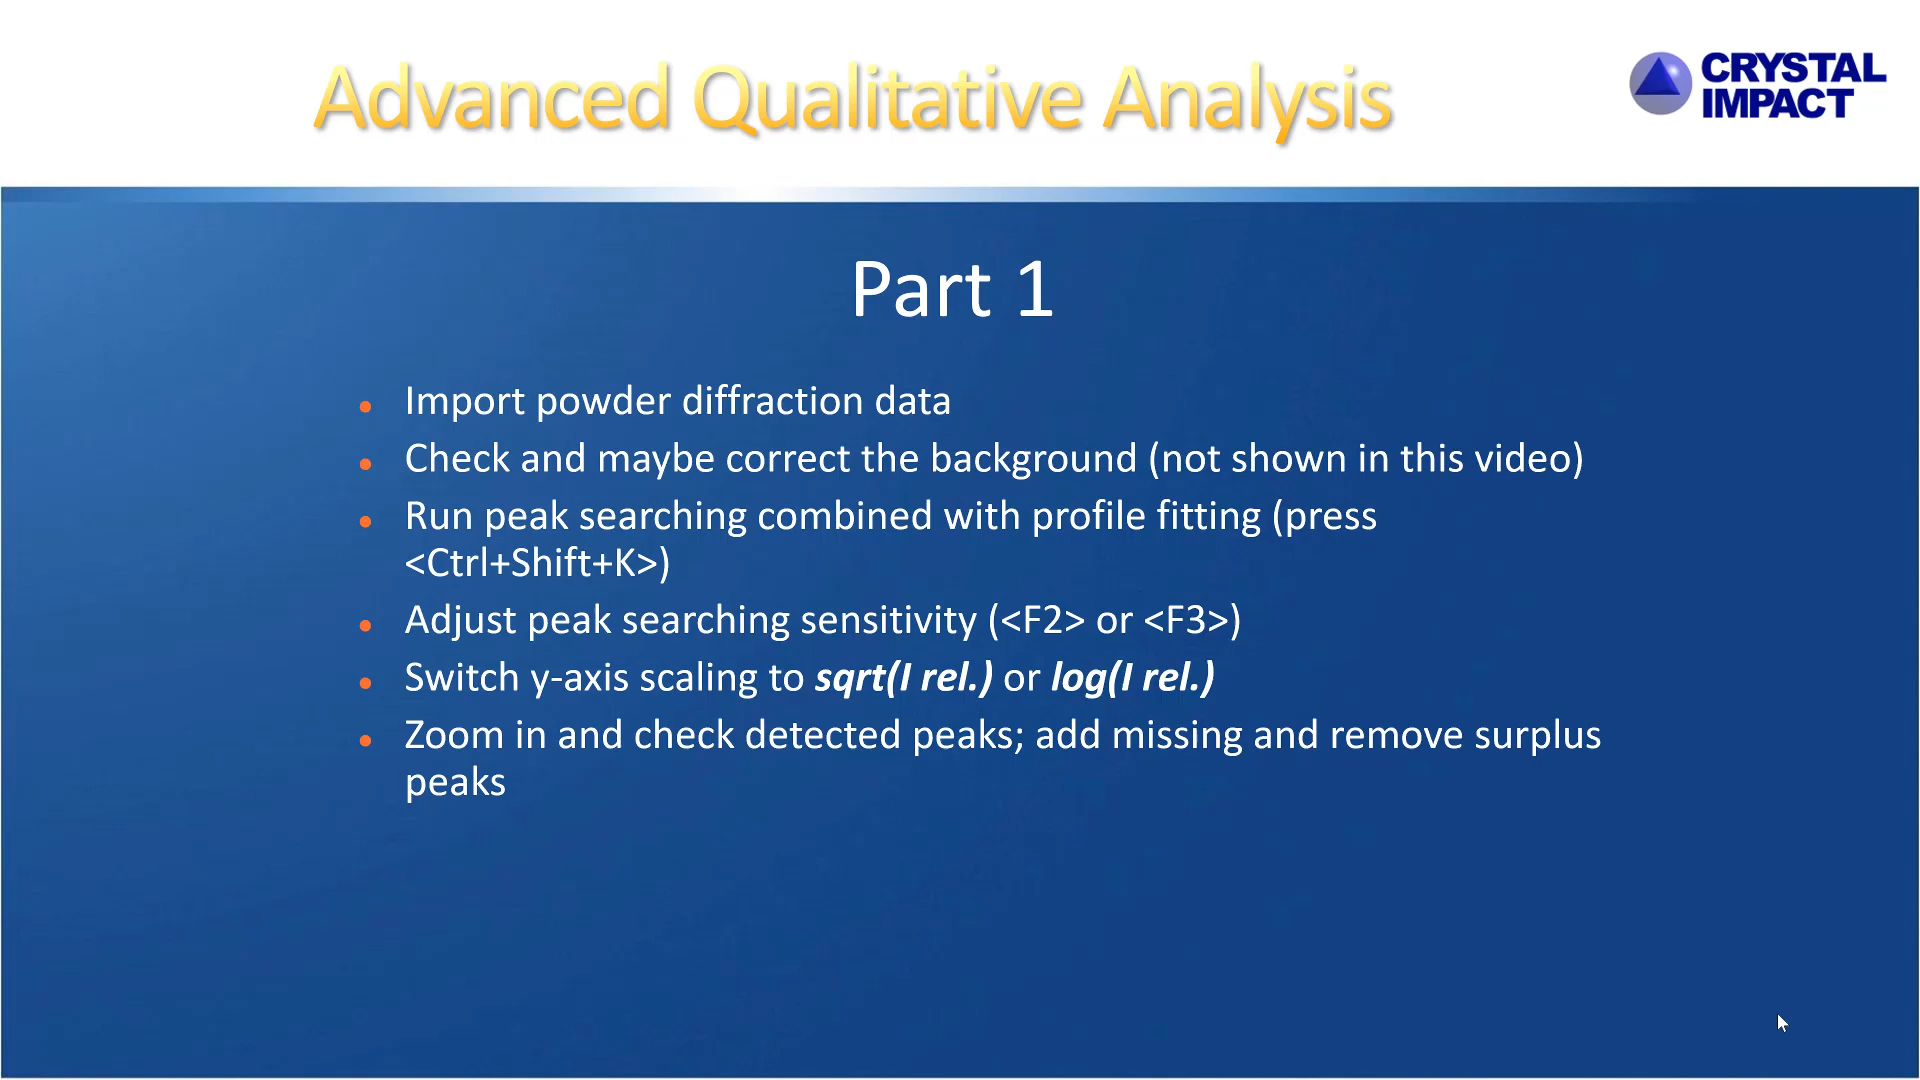 Advanced Qualitative Analysis
CRYSTAL
IMPACT
Part 1
Import powder diffraction data
Check and maybe correct the background (not shown in this video)
Run peak searching combined with profile fitting (press
<Ctrl+Shift+K>)
Adjust peak searching sensitivity (<F2> or <F3>)
Switch y-axis scaling to sqrt(I rel.) or log(I rel.)
Zoom in and check detected peaks; add missing and remove surplus
peaks